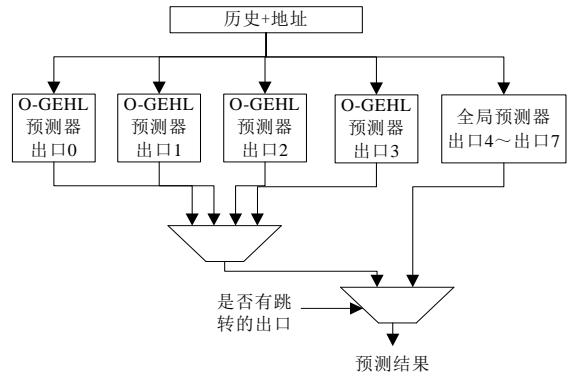 历史+地址
O-GEHL
预测器
出口0
O-GEHL
预测器
出口1
O-GEHL
预测器
出口2
O-GEHL
预测器
出口3
全局预测器
出口4～出口7
是否有跳
转的出口
预测结果